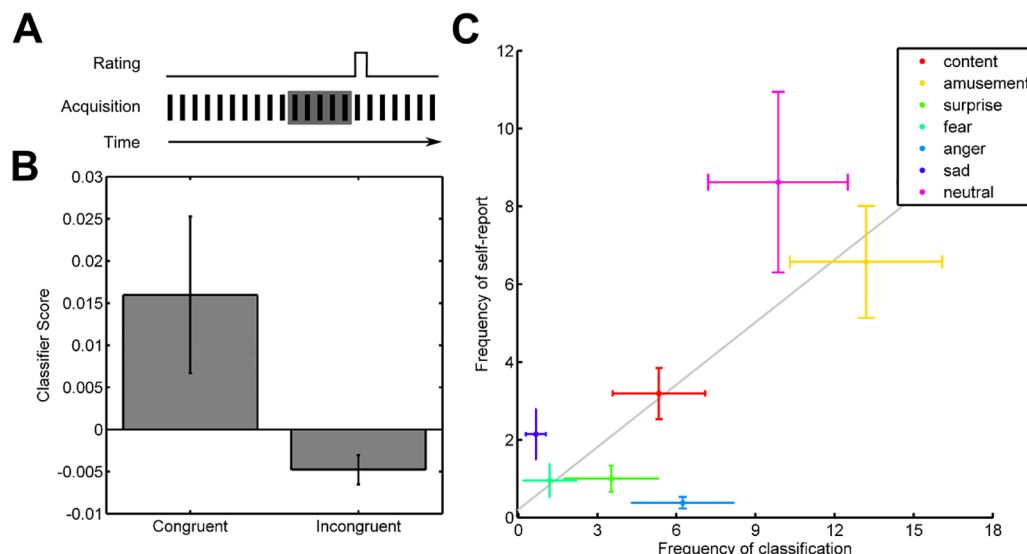 A
Rating
Acquisition
Time
B
Classifier Score
0.03
0.025
0.02
0.015
0.01
0.005
0
-0.005
-0.01
Congruent
Incongruent
C
Frequency of self-report
12
10
8
6
4
2
0
0
3
6
9
12
15
18
Frequency of classification
content
amusement
surprise
fear
anger
sad
neutral